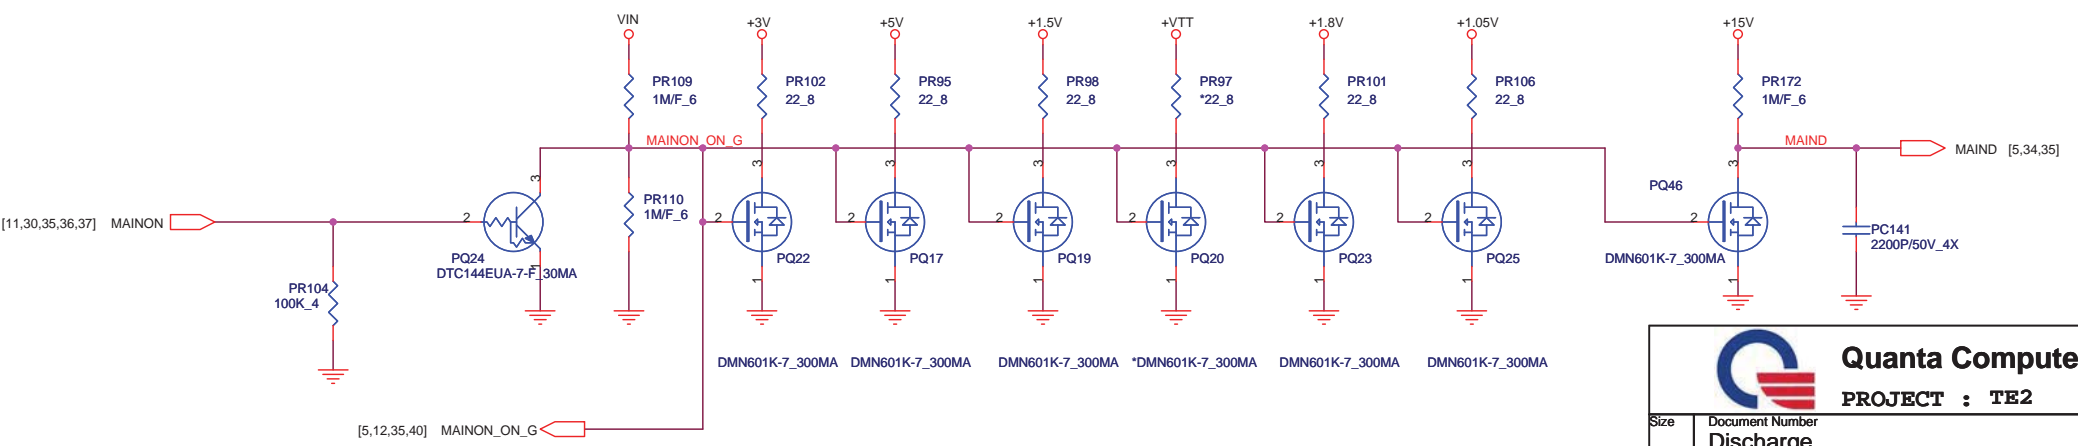 VIN
+3V
+5V
+1.5V
+VTT
+1.8V
+1.05V
+15V
PR109
1M/F_6
PR102
22_8
PR95
22_8
PR98
22_8
PR97
*22_8
PR101
22_8
PR106
22_8
PR172
1M/F_6
MAINON_ON_G
MAIND
MAIND [5,34,35]
3
3
3
3
3
3
3
3
PQ46
PR110
1M/F_6
[11,30,35,36,37] MAINON
2
2
2
2
2
2
2
2
PC141
2200P/50V_4X
PQ24
DTC144EUA-7-F_30MA
PQ22
PQ17
PQ19
PQ20
PQ23
PQ25
DMN601K-7_300MA
1
1
1
1
1
1
1
1
PR104
100K_4
DMN601K-7_300MA
DMN601K-7_300MA
DMN601K-7_300MA
*DMN601K-7_300MA
DMN601K-7_300MA
DMN601K-7_300MA
Quanta Compute
PROJECT : TE2
Size
Document Number
Discharge
[5,12,35,40] MAINON_ON_G